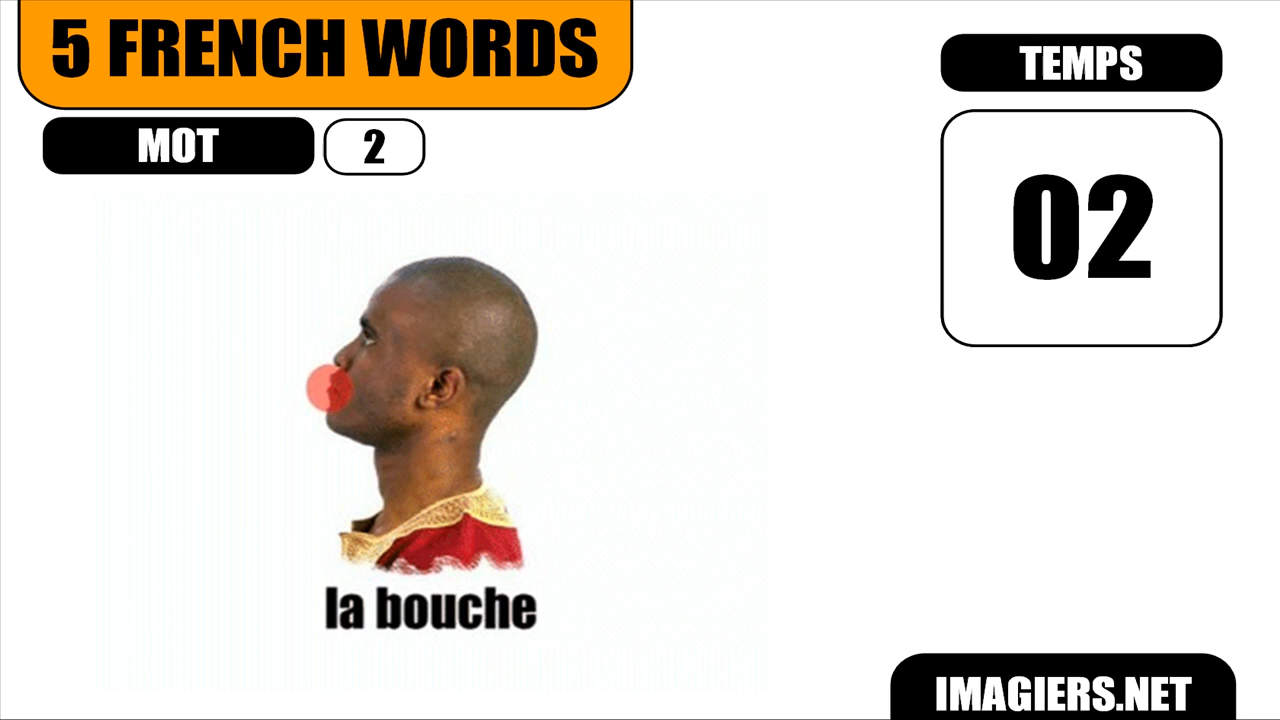 5 FRENCH WORDS
TEMPS
MOT 2
02
la bouche
IMAGIERS.NET